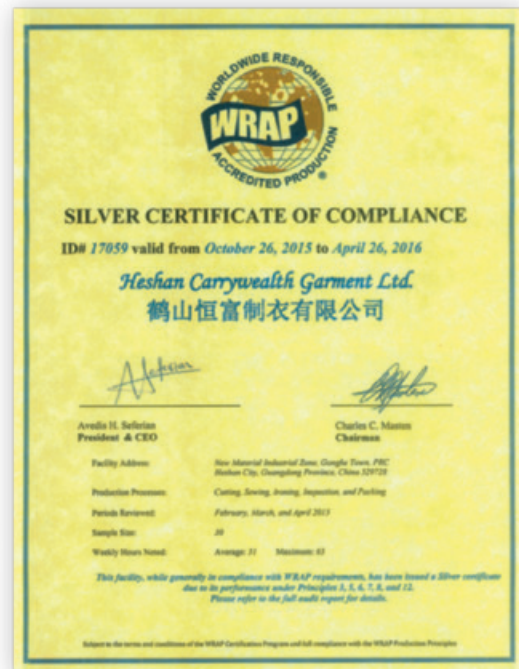 WORLDWIDE RESPONSIBLE
WRAP
ACCREDITED PRODUCTION
®
SILVER CERTIFICATE OF COMPLIANCE
ID# 17059 valid from October 26, 2015 to April 26, 2016
Heshan Carrywealth Garment Ltd.
鹤山恒富制衣有限公司
Avedis H. Seferian
President & CEO
Charles C. Masten
Chairman
Facility Address: New Material Industrial Zone, Gonghe Town, PRC
Heshan City, Guangdong Province, China 529728
Production Processes: Cutting, Sewing, Ironing, Inspection, and Packing
Periods Reviewed: February, March, and April 2015
Sample Size:
Weekly Hours Noted: Average: 51 Maximum: 63
This facility, while generally in compliance with WRAP requirements, has been issued a Silver certificate
due to its performance under Principles 3, 5, 6, 7, 8, and 12.
Please refer to the full audit report for details.
Subject to the terms and conditions of the WRAP Certification Program and full compliance with the WRAP Production Principles